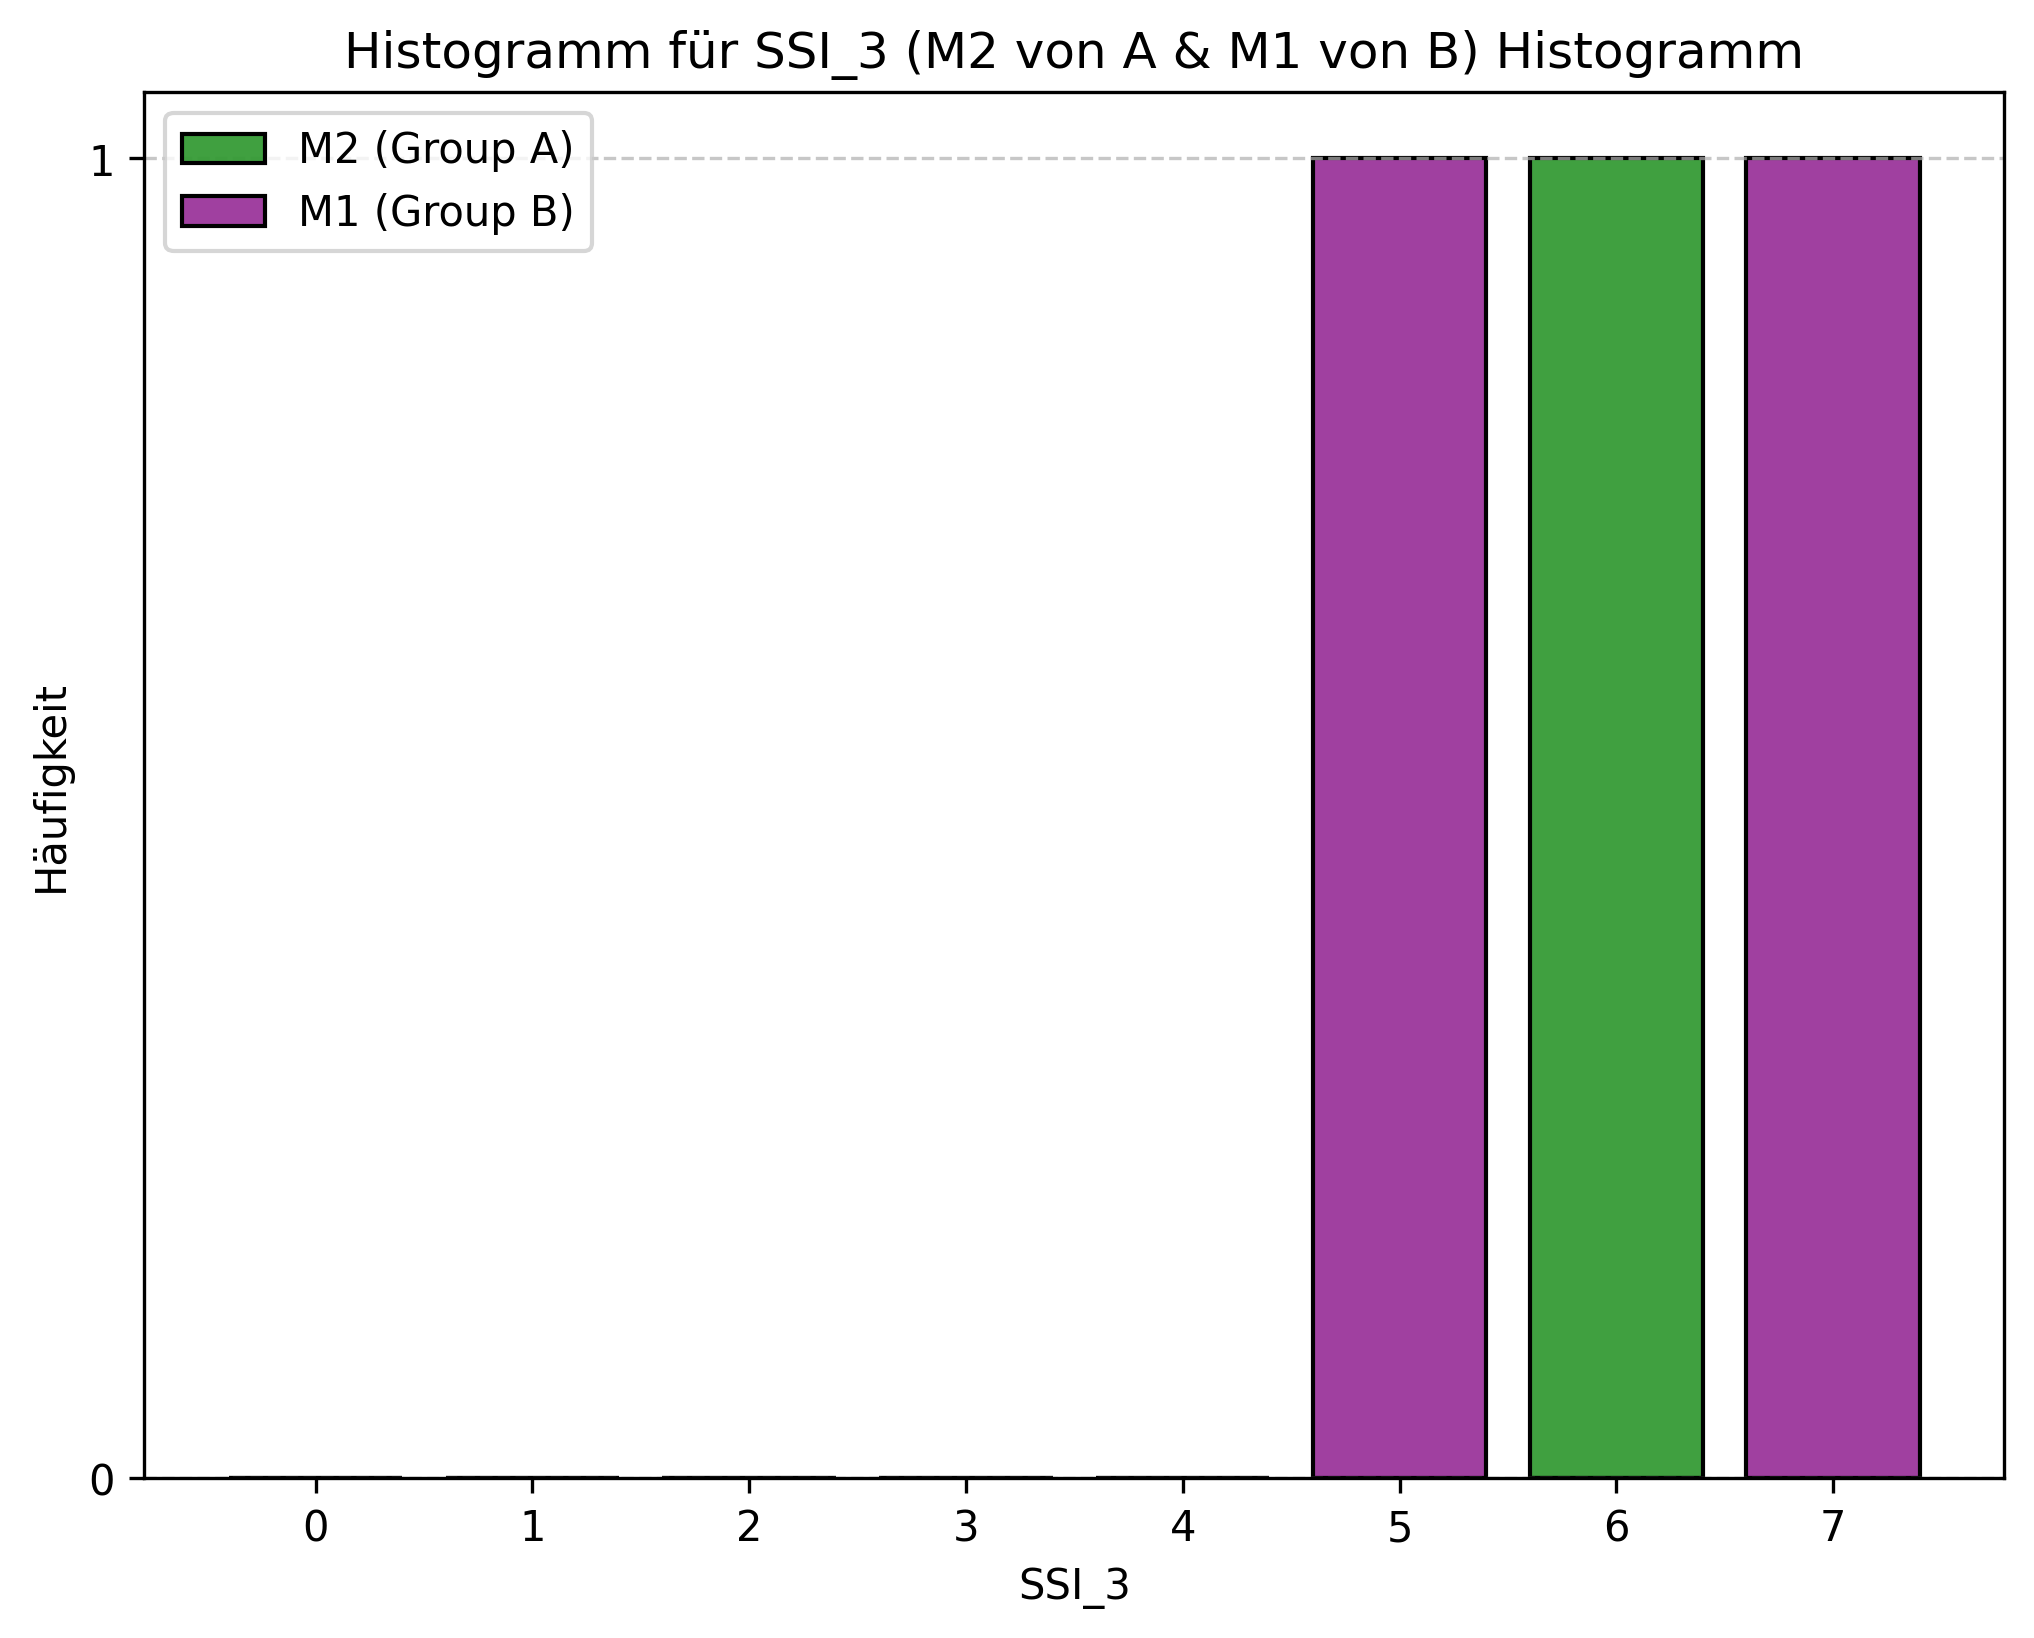 Histogramm für SSI_3 (M2 von A & M1 von B) Histogramm
M2 (Group A)
M1 (Group B)
1
0
Häufigkeit
0 1 2 3 4 5 6 7
SSI_3